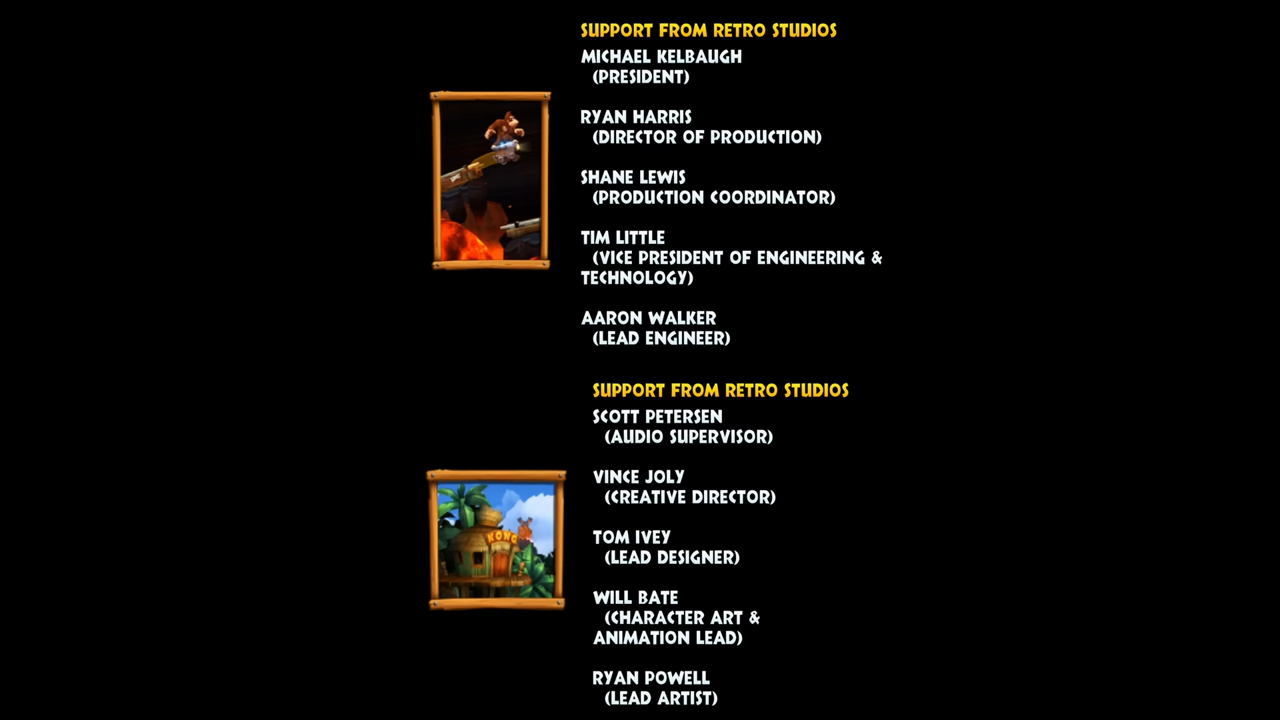 SUPPORT FROM RETRO STUDIOS
MICHAEL KELBAUGH
(PRESIDENT)
RYAN HARRIS
(DIRECTOR OF PRODUCTION)
SHANE LEWIS
(PRODUCTION COORDINATOR)
TIM LITTLE
(VICE PRESIDENT OF ENGINEERING &
TECHNOLOGY)
AARON WALKER
(LEAD ENGINEER)
SUPPORT FROM RETRO STUDIOS
SCOTT PETERSEN
(AUDIO SUPERVISOR)
VINCE JOLY
(CREATIVE DIRECTOR)
KONG
TOM IVEY
(LEAD DESIGNER)
WILL BATE
(CHARACTER ART &
ANIMATION LEAD)
RYAN POWELL
(LEAD ARTIST)